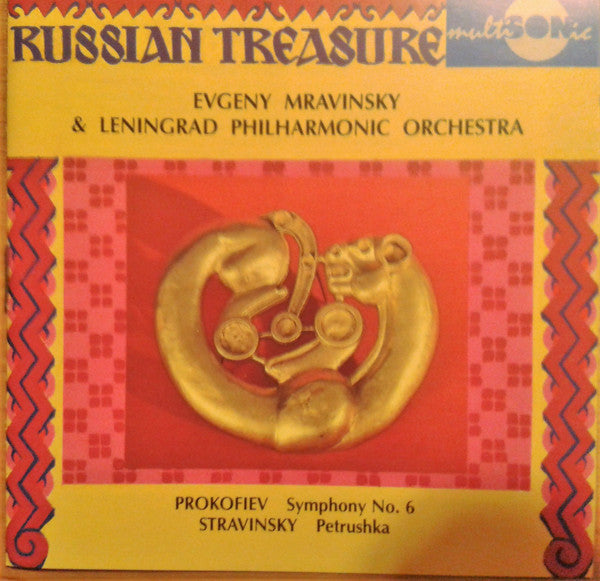 RUSSIAN TREASURE
multiSONic
EVGENY MRAVINSKY
& LENINGRAD PHILHARMONIC ORCHESTRA
PROKOFIEV Symphony No. 6
STRAVINSKY Petrushka